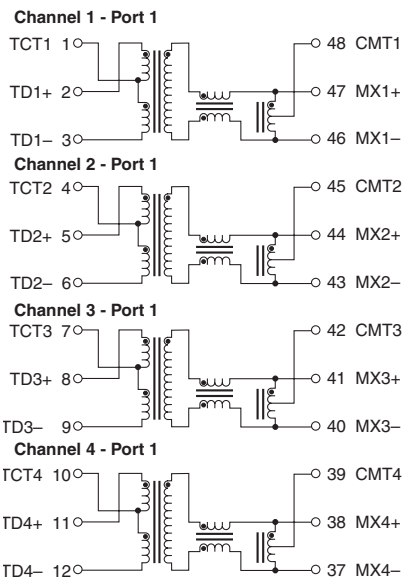 Channel 1 - Port 1
TCT1 1 48 CMT1
TD1+ 2 47 MX1+
TD1– 3 46 MX1–
Channel 2 - Port 1
TCT2 4 45 CMT2
TD2+ 5 44 MX2+
TD2– 6 43 MX2–
Channel 3 - Port 1
TCT3 7 42 CMT3
TD3+ 8 41 MX3+
TD3– 9 40 MX3–
Channel 4 - Port 1
TCT4 10 39 CMT4
TD4+ 11 38 MX4+
TD4– 12 37 MX4–